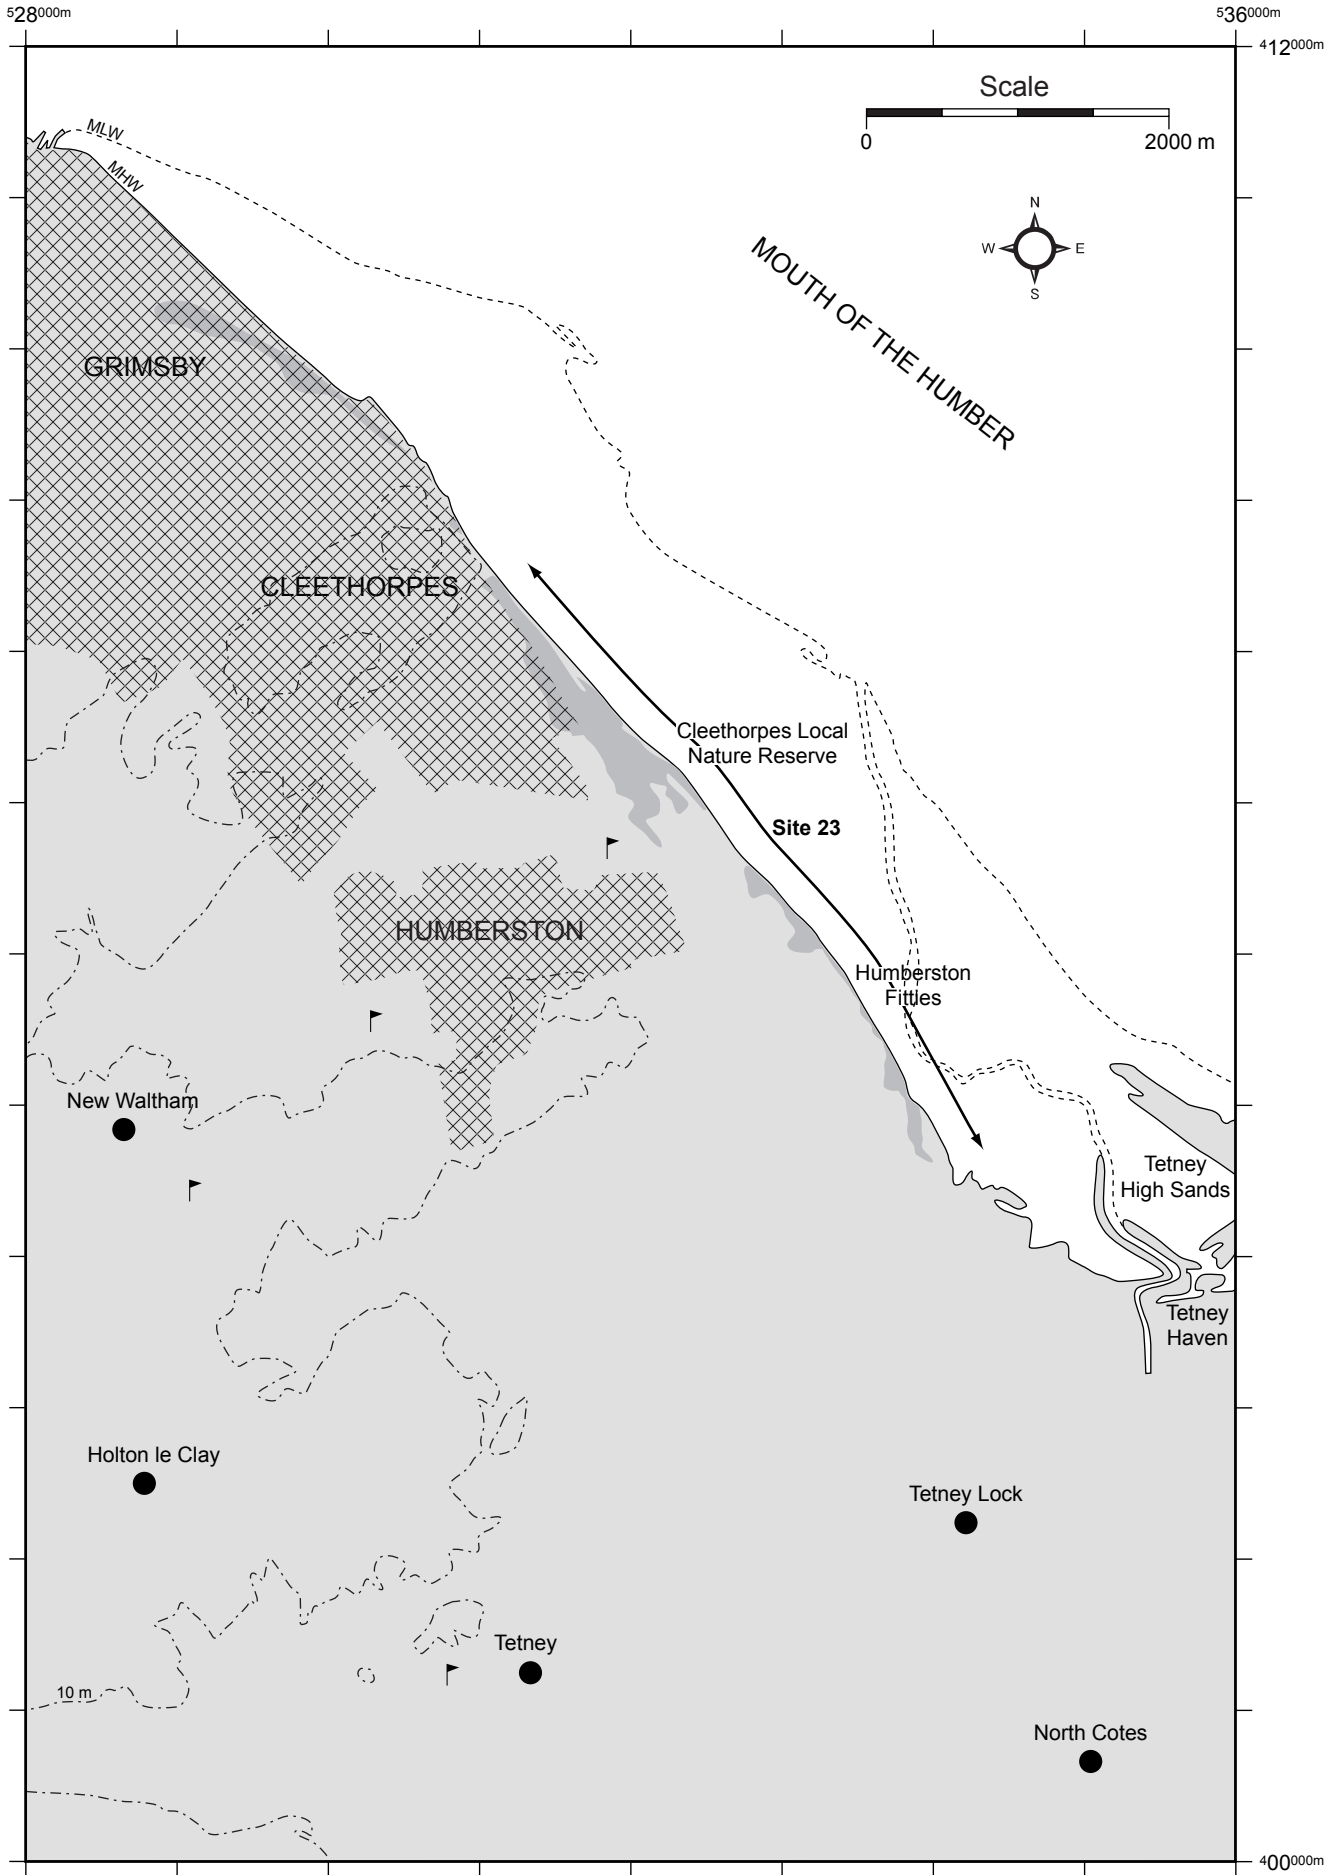 528000m
536000m
412000m
Scale
0
2000 m
MLW
MHW
N
W
E
S
MOUTH OF THE HUMBER
GRIMSBY
CLEETHORPES
Cleethorpes Local
Nature Reserve
Site 23
HUMBERSTON
Humberston
Fittles
New Waltham
Tetney
High Sands
Tetney
Haven
Holton le Clay
Tetney Lock
Tetney
10 m
North Cotes
400000m